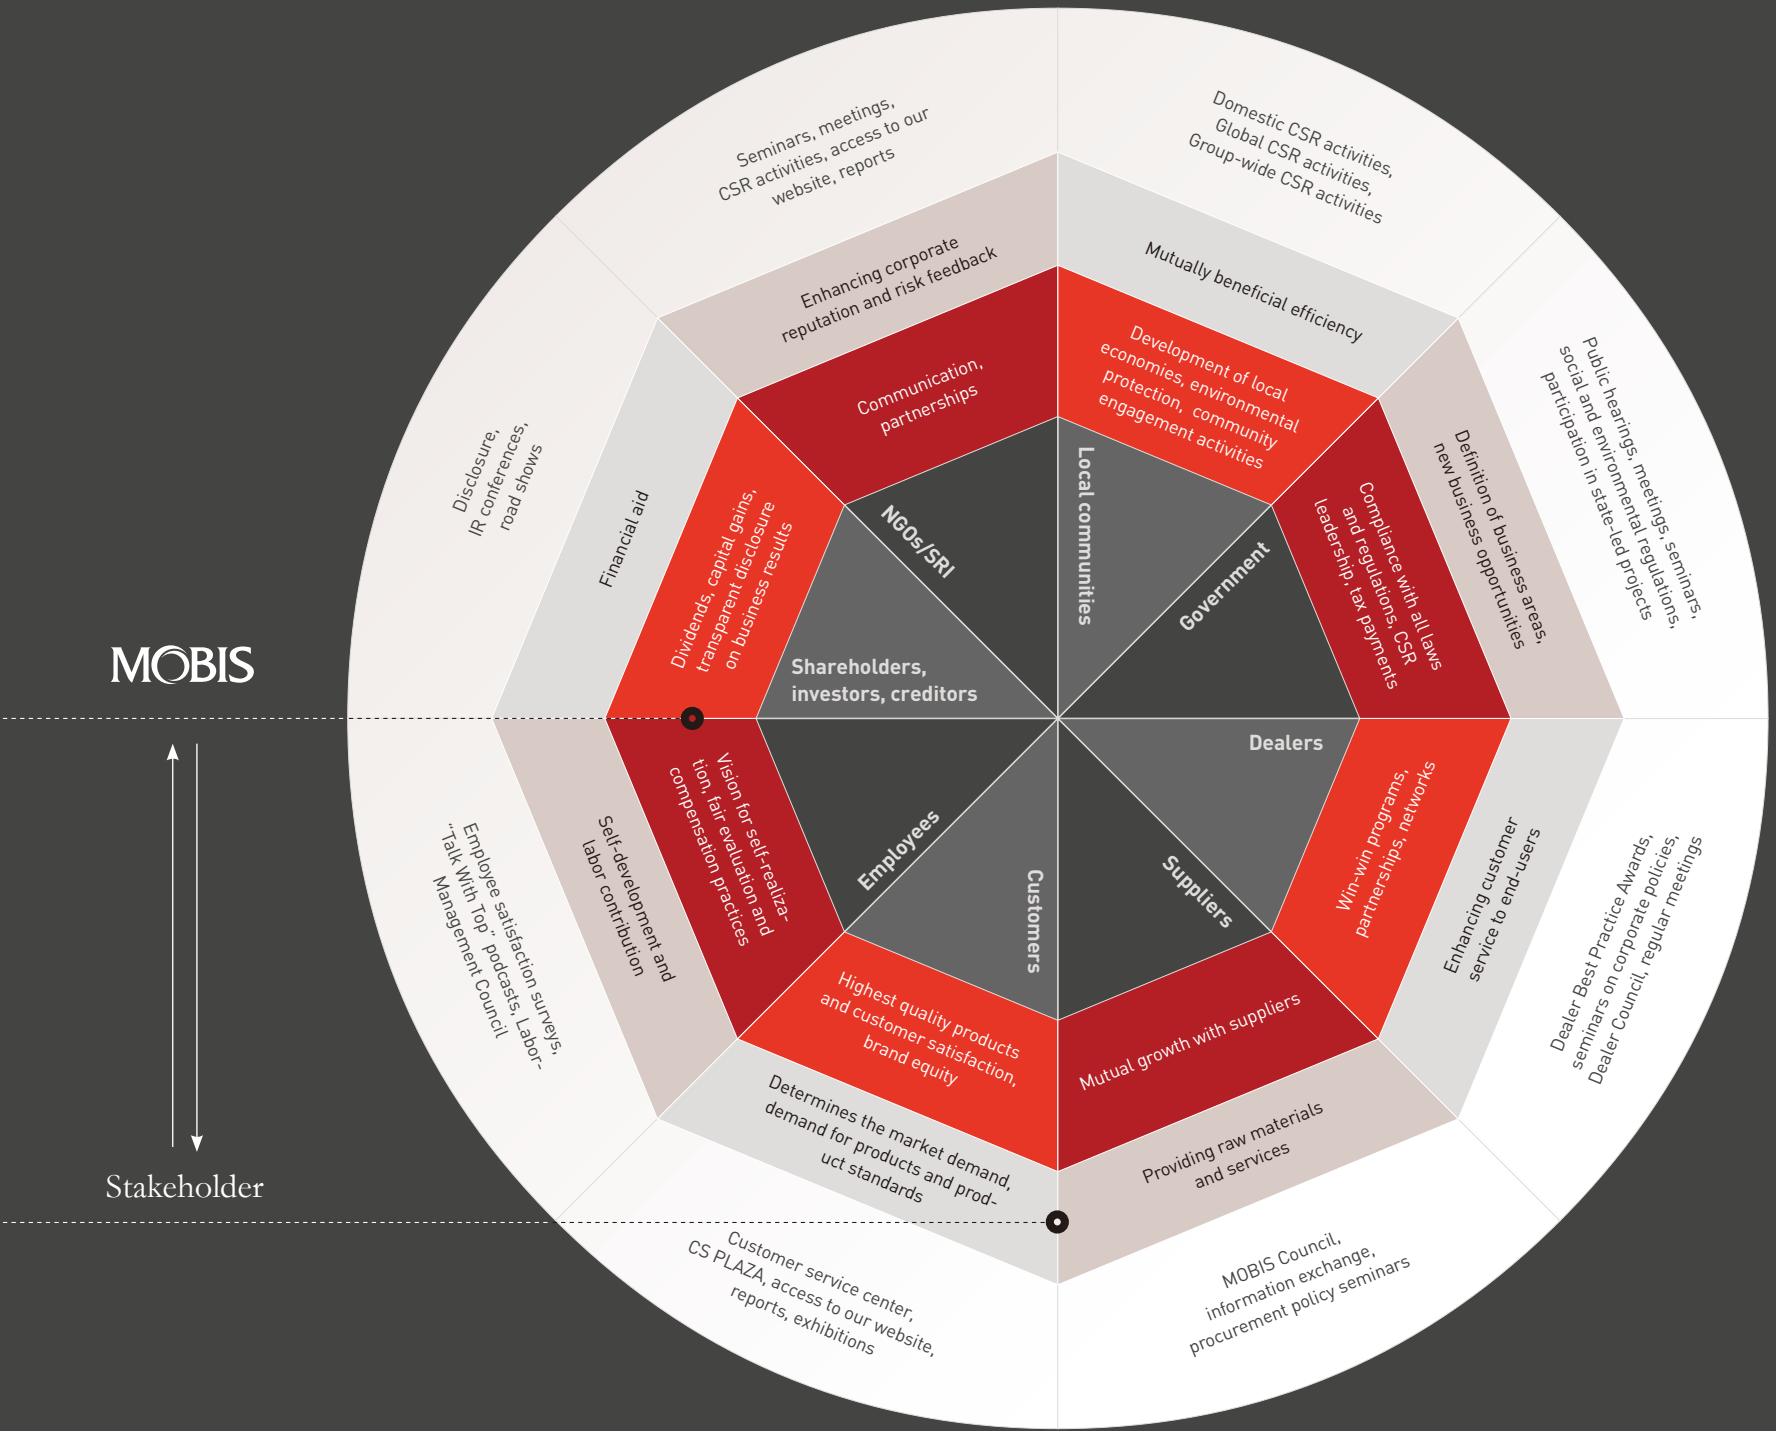 MOBIS
Stakeholder
Seminars, meetings,
CSR activities, access to our
website, reports
Enhancing corporate
reputation and risk feedback
Communication,
partnerships
NGOs/SRI
Domestic CSR activities,
Global CSR activities,
Group-wide CSR activities
Mutually beneficial efficiency
Development of local
economies, environmental
protection, community
engagement activities
Local communities
Public hearings, meetings, seminars,
social and environmental regulations,
participation in state-led projects
Definition of business areas,
new business opportunities
Compliance with all laws
and regulations, CSR
leadership, tax payments
Government
Dealer Best Practice Awards,
seminars on corporate policies,
Dealer Council, regular meetings
Enhancing customer
service to end-users
Win-win programs,
partnerships, networks
Dealers
MOBIS Council,
information exchange,
procurement policy seminars
Providing raw materials
and services
Mutual growth with suppliers
Suppliers
Customer service center,
CS PLAZA, access to our website,
reports, exhibitions
Determines the market demand,
demand for products and prod-
uct standards
Highest quality products
and customer satisfaction,
brand equity
Customers
Employee satisfaction surveys,
“Talk With Top” podcasts, Labor-
Management Council
Self-development and
labor contribution
Vision for self-realiza-
tion, fair evaluation and
compensation practices
Employees
Disclosure,
IR conferences,
road shows
Financial aid
Dividends, capital gains,
transparent disclosure
on business results
Shareholders,
investors, creditors